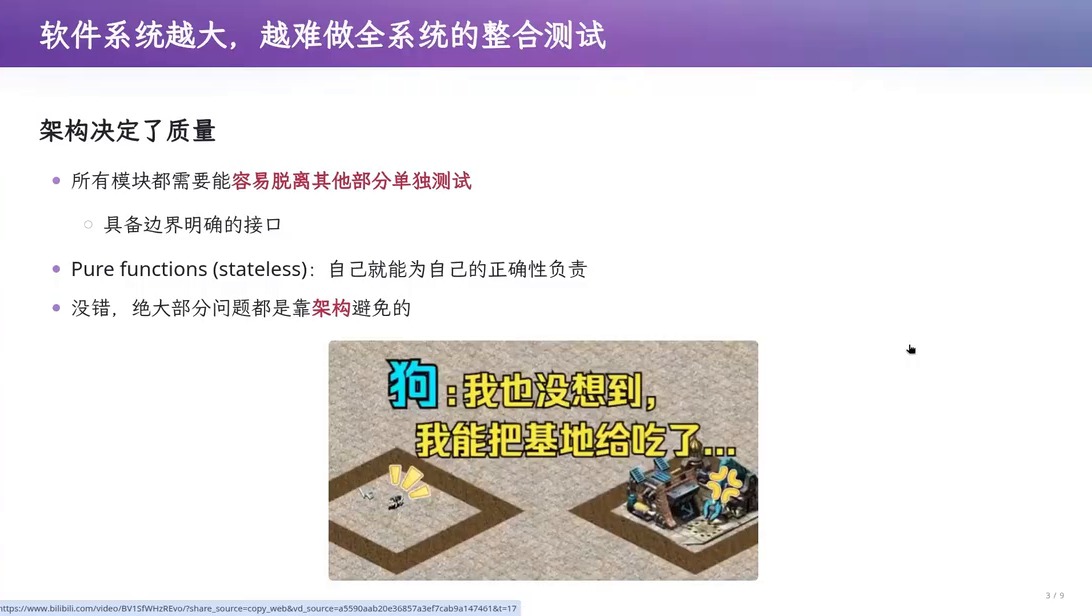 软件系统越大，越难做全系统的整合测试
架构决定了质量
所有模块都需要能容易脱离其他部分单独测试
具备边界明确的接口
Pure functions (stateless)：自己就能为自己的正确性负责
没错，绝大部分问题都是靠架构避免的
狗:我也没想到,
我能把基地给吃了...
3 / 9
https://www.bilibili.com/video/BV1SfWHzREvo/?share_source=copy_web&vd_source=a5590aab20e36857a3ef7cab9a147461&t=17